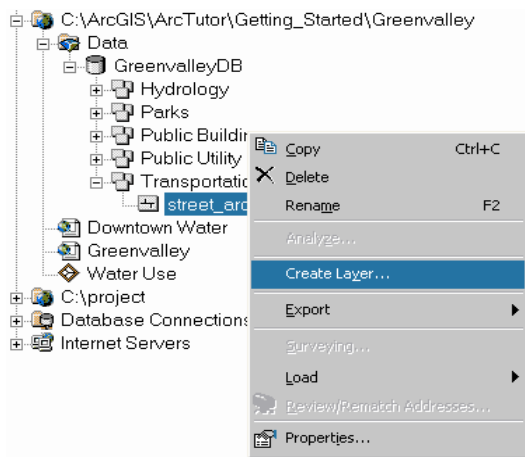 C:\ArcGIS\ArcTutor\Getting_Started\Greenvalley
Data
GreenvalleyDB
Hydrology
Parks
Public Buildin
Public Utility
Transportatic
street_arc
Downtown Water
Greenvalley
Water Use
C:\project
Database Connections
Internet Servers
Copy Ctrl+C
Delete
Rename F2
Analyze...
Create Layer...
Export
Surveying...
Load
Review/Rematch Addresses...
Properties...